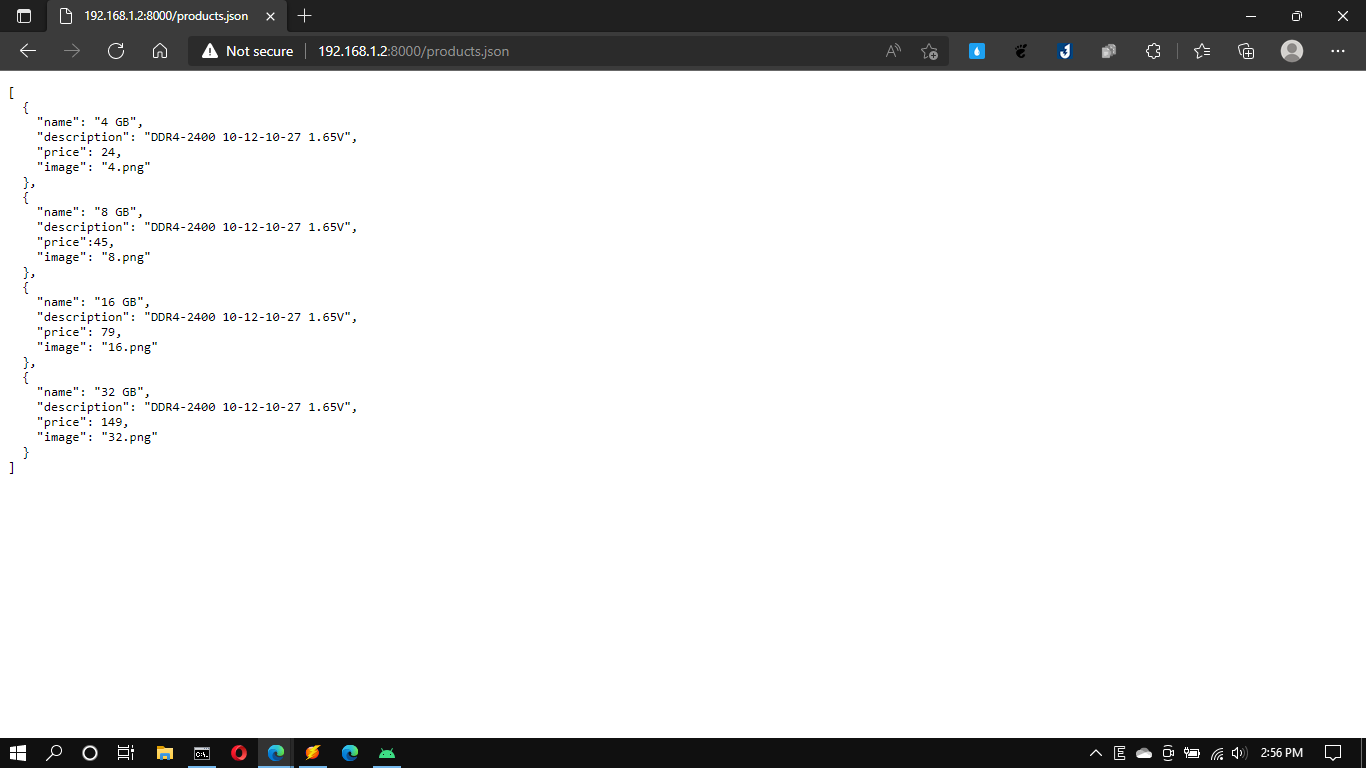 192.168.1.2:8000/products.json
Not secure 192.168.1.2:8000/products.json
[
  {
    "name": "4 GB",
    "description": "DDR4-2400 10-12-10-27 1.65V",
    "price": 24,
    "image": "4.png"
  },
  {
    "name": "8 GB",
    "description": "DDR4-2400 10-12-10-27 1.65V",
    "price":45,
    "image": "8.png"
  },
  {
    "name": "16 GB",
    "description": "DDR4-2400 10-12-10-27 1.65V",
    "price": 79,
    "image": "16.png"
  },
  {
    "name": "32 GB",
    "description": "DDR4-2400 10-12-10-27 1.65V",
    "price": 149,
    "image": "32.png"
  }
]
2:56 PM